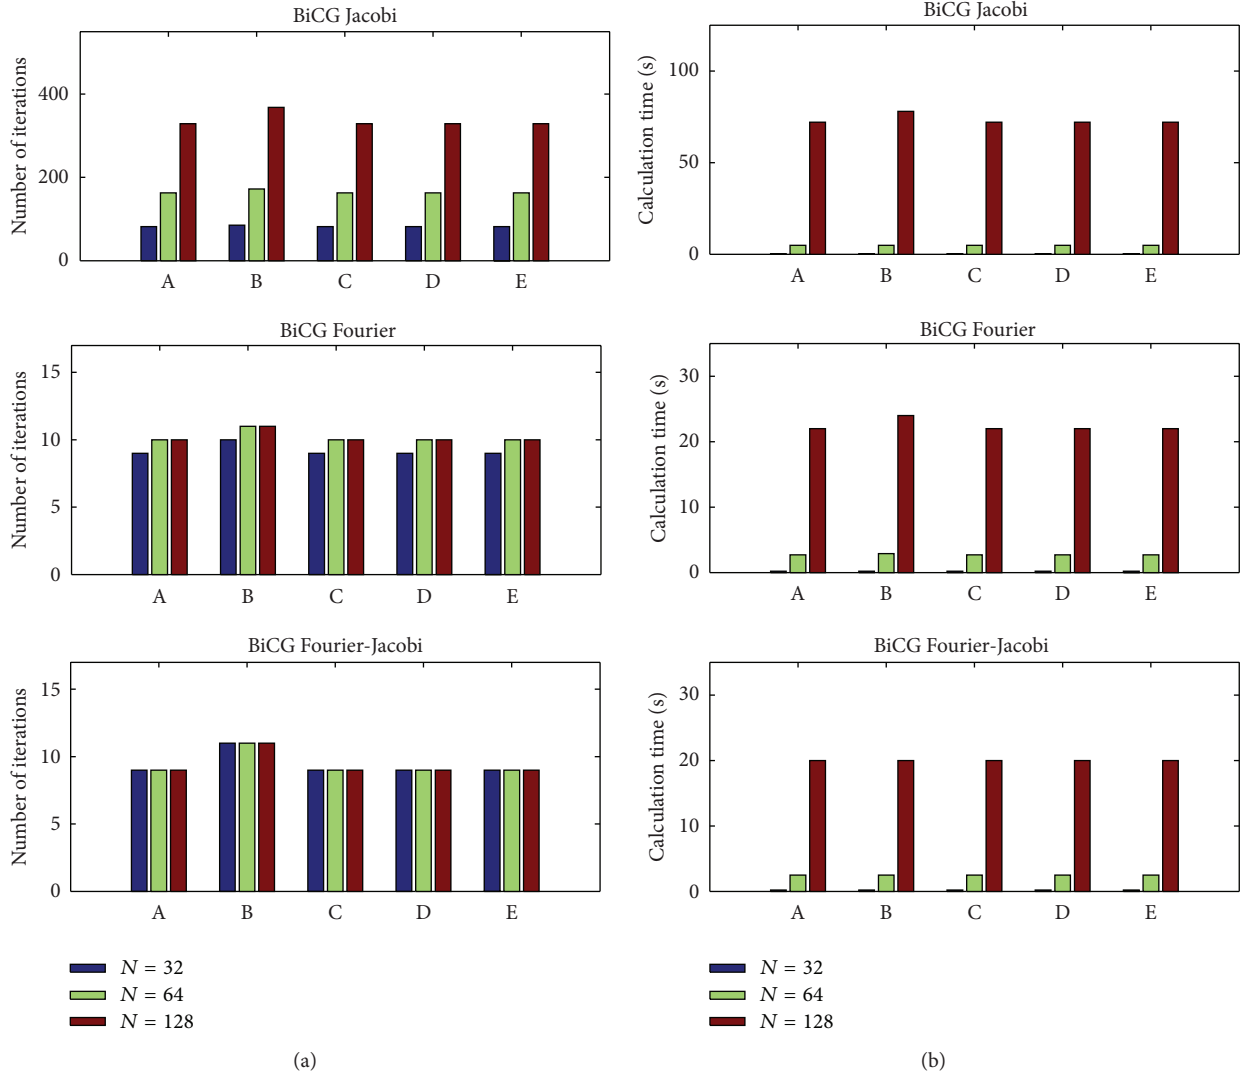 BiCG Jacobi
Number of iterations
400
200
0
A B C D E
BiCG Fourier
Number of iterations
15
10
5
0
A B C D E
BiCG Fourier-Jacobi
Number of iterations
15
10
5
0
A B C D E
N = 32
N = 64
N = 128
(a)
BiCG Jacobi
Calculation time (s)
100
50
0
A B C D E
BiCG Fourier
Calculation time (s)
30
20
10
0
A B C D E
BiCG Fourier-Jacobi
Calculation time (s)
30
20
10
0
A B C D E
N = 32
N = 64
N = 128
(b)